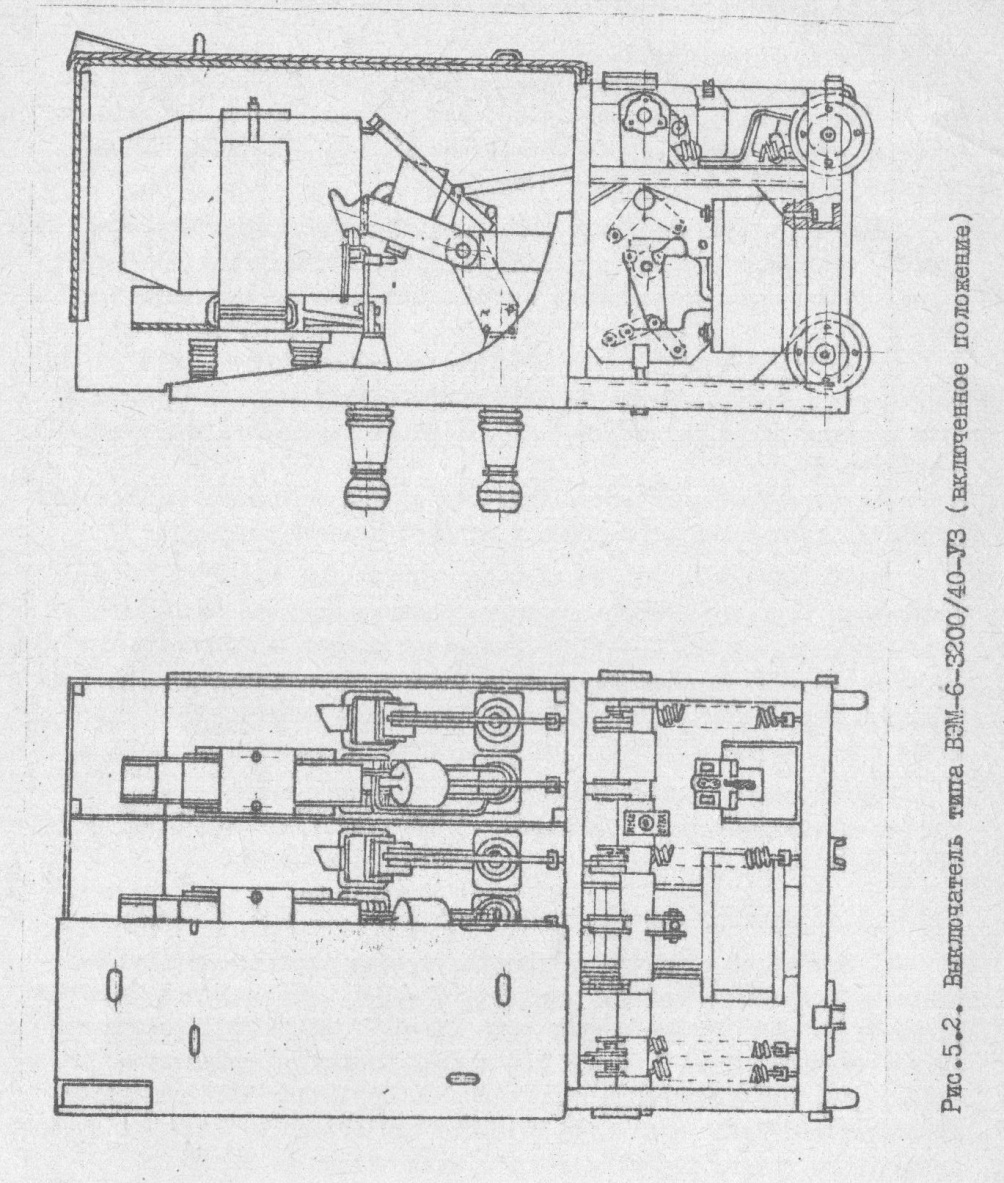 Рис.5.2. Выключатель типа ВЭМ-6-3200/40-У3 (включенное положение)